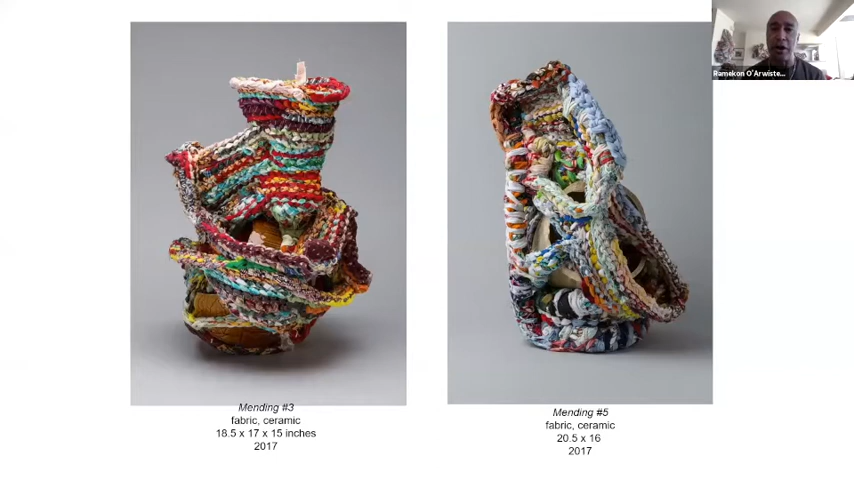 Ramekon O'Arwiste...
Mending #3
fabric, ceramic
18.5 x 17 x 15 inches
2017
Mending #5
fabric, ceramic
20.5 x 16
2017